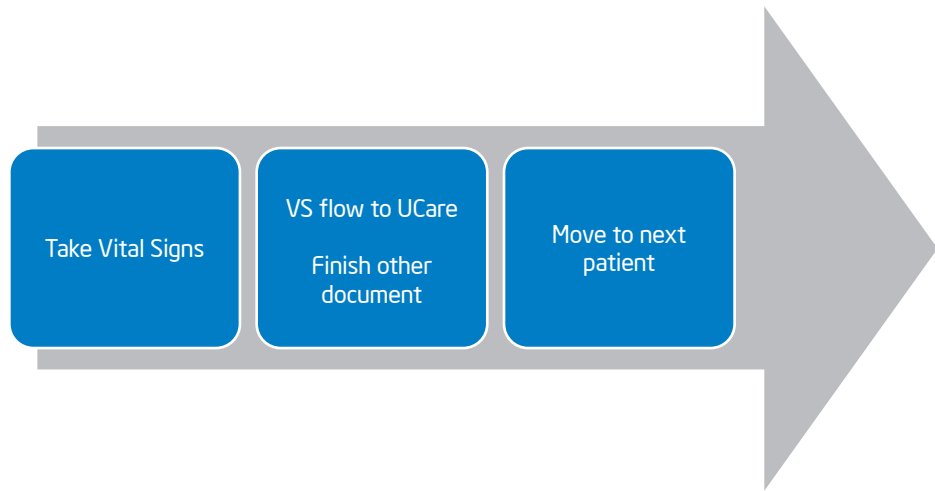 Take Vital Signs
VS flow to UCare
Finish other
document
Move to next
patient